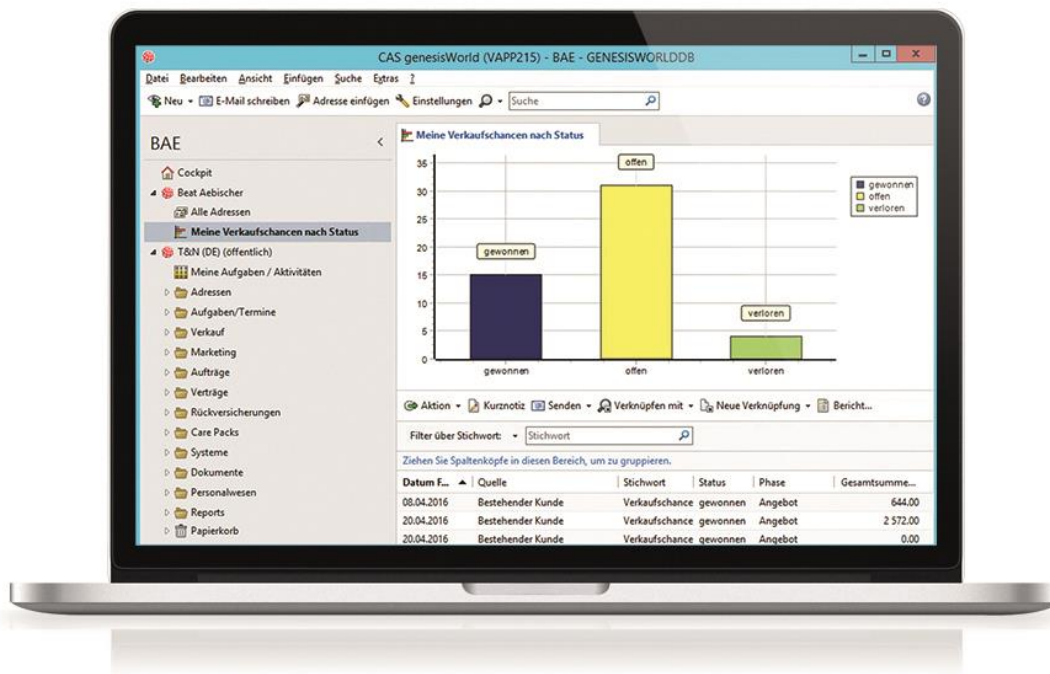 CAS genesisWorld (VAPP215) - BAE - GENESISWORLDDB
Datei Bearbeiten Ansicht Einfügen Suche Extras ?
Neu E-Mail schreiben Adresse einfügen Einstellungen Suche
BAE
Cockpit
Beat Aebischer
Alle Adressen
Meine Verkaufschancen nach Status
T&N (DE) (öffentlich)
Meine Aufgaben / Aktivitäten
Adressen
Aufgaben/Termine
Verkauf
Marketing
Aufträge
Verträge
Rückversicherungen
Care Packs
Systeme
Dokumente
Personalwesen
Reports
Papierkorb
Meine Verkaufschancen nach Status
35
30
25
20
15
10
5
0
gewonnen
offen
verloren
gewonnen offen verloren
gewonnen
offen
verloren
Aktion Kurznotiz Senden Verknüpfen mit Neue Verknüpfung Bericht...
Filter über Stichwort: Stichwort
Ziehen Sie Spaltenköpfe in diesen Bereich, um zu gruppieren.
Datum F... Quelle Stichwort Status Phase Gesamtsumme...
08.04.2016 Bestehender Kunde Verkaufschance gewonnen Angebot 644.00
20.04.2016 Bestehender Kunde Verkaufschance gewonnen Angebot 2 572.00
20.04.2016 Bestehender Kunde Verkaufschance gewonnen Angebot 0.00